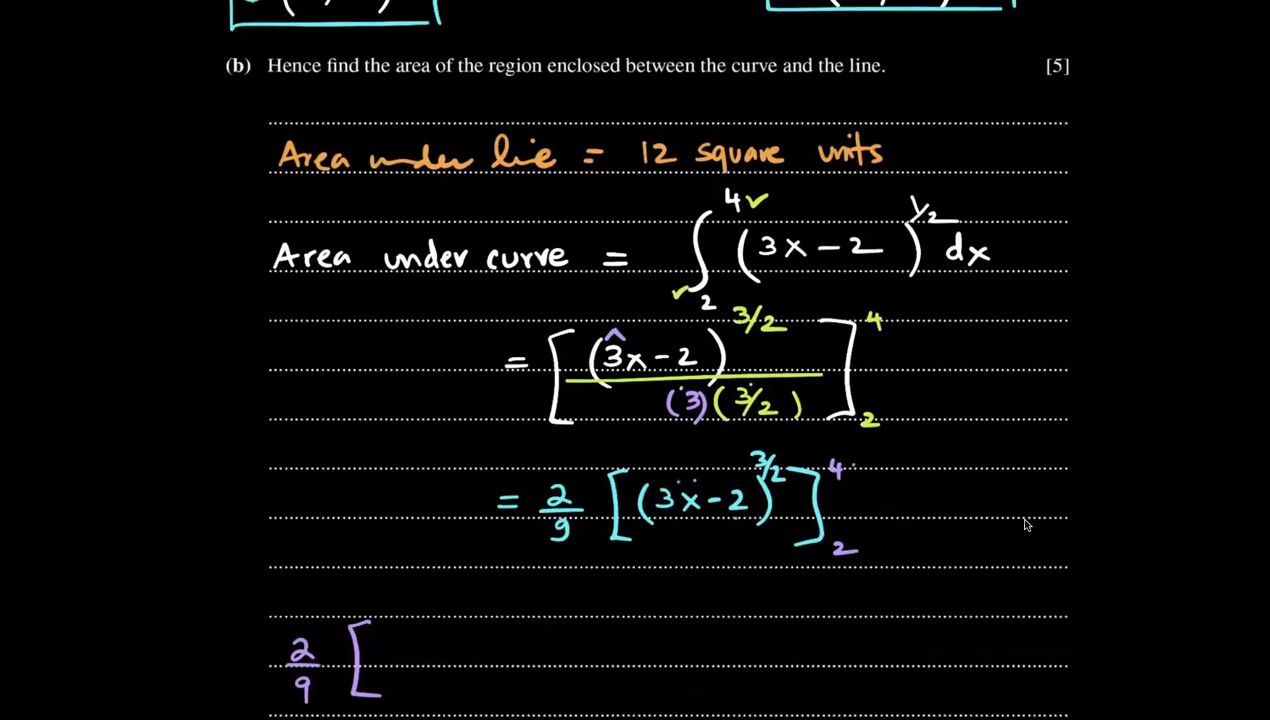 (b) Hence find the area of the region enclosed between the curve and the line. [5]
Area under lie = 12 square units
Area under curve = ∫₂⁴ ✓ ✓ (3x − 2)^1/2 dx
= [ (3x − 2)^3/2 / (3)(3/2) ]₂⁴
= 2/9 [ (3x − 2)^3/2 ]₂⁴
2/9 [